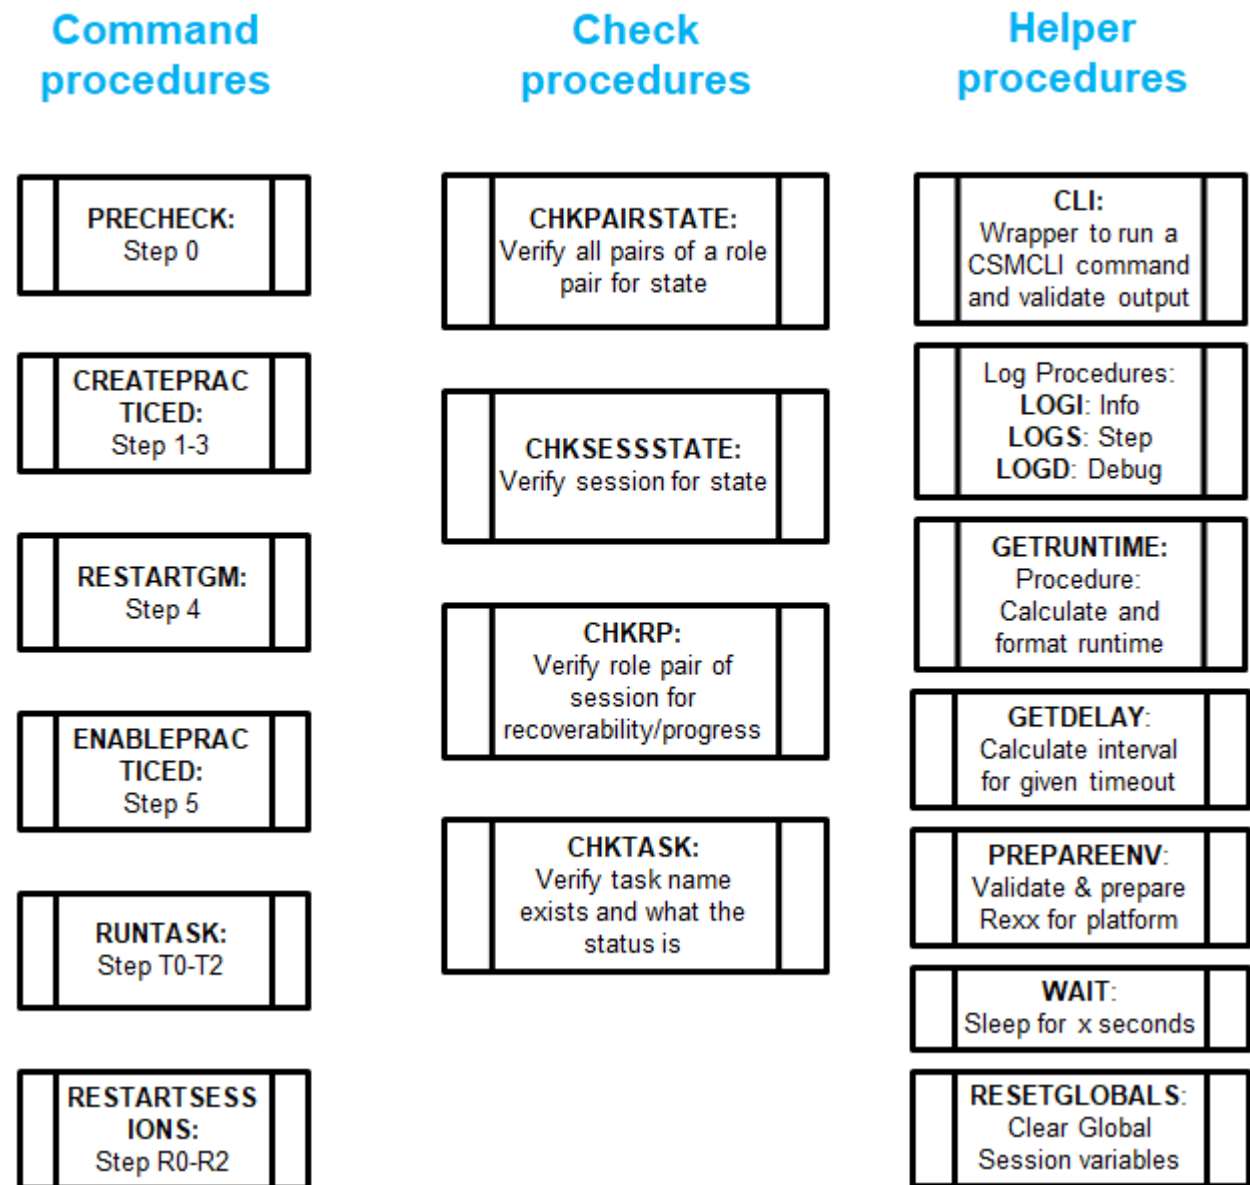 Command
procedures
PRECHECK:
Step 0
CREATEPRAC
TICED:
Step 1-3
RESTARTGM:
Step 4
ENABLEPRAC
TICED:
Step 5
RUNTASK:
Step T0-T2
RESTARTSESS
IONS:
Step R0-R2
Check
procedures
CHKPAIRSTATE:
Verify all pairs of a role
pair for state
CHKSESSSTATE:
Verify session for state
CHKRP:
Verify role pair of
session for
recoverability/progress
CHKTASK:
Verify task name
exists and what the
status is
Helper
procedures
CLI:
Wrapper to run a
CSMCLI command
and validate output
Log Procedures:
LOGI: Info
LOGS: Step
LOGD: Debug
GETRUNTIME:
Procedure:
Calculate and
format runtime
GETDELAY:
Calculate interval
for given timeout
PREPAREENV:
Validate & prepare
Rexx for platform
WAIT:
Sleep for x seconds
RESETGLOBALS:
Clear Global
Session variables